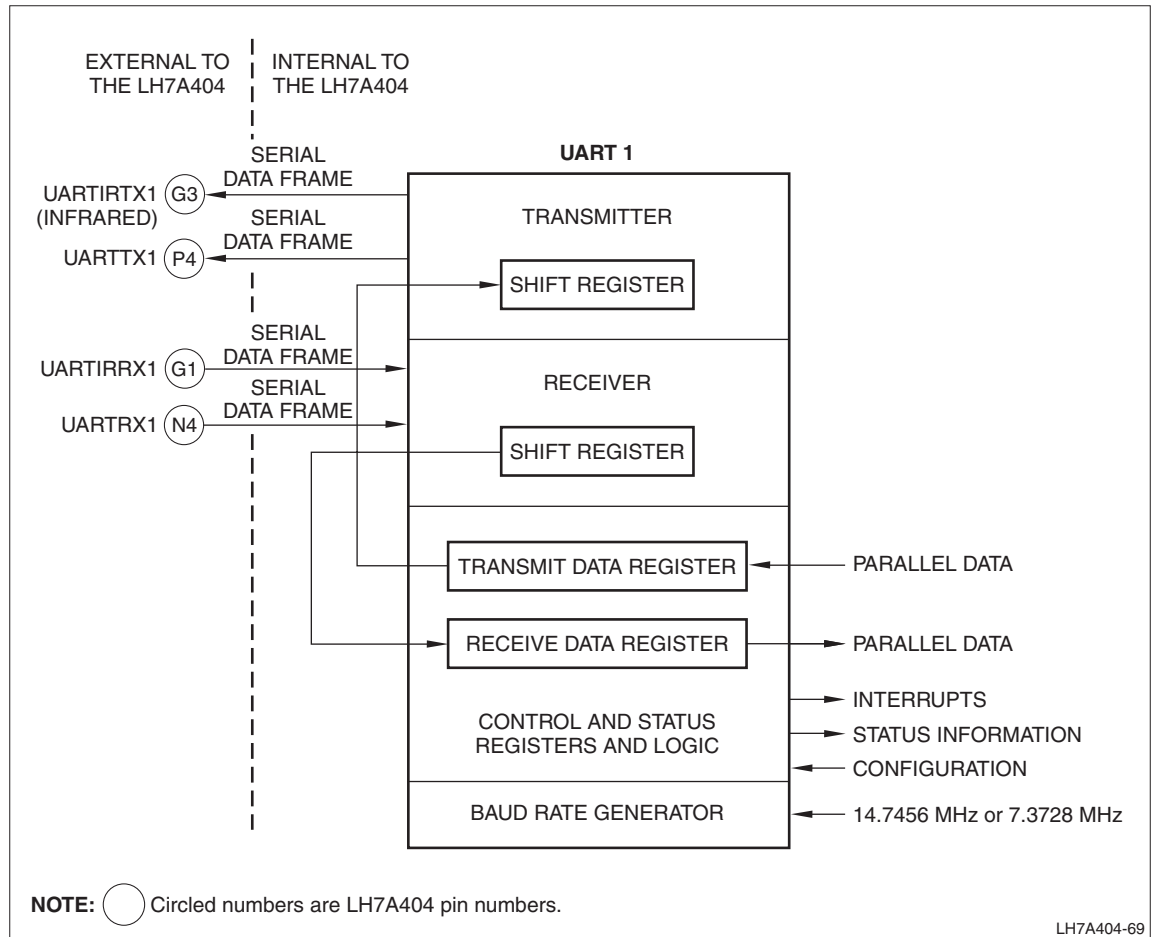 EXTERNAL TO
THE LH7A404
INTERNAL TO
THE LH7A404
UART 1
SERIAL
DATA FRAME
UARTIRTX1
(INFRARED)
G3
SERIAL
DATA FRAME
UARTTX1
P4
TRANSMITTER
SHIFT REGISTER
SERIAL
DATA FRAME
UARTIRRX1
G1
SERIAL
DATA FRAME
UARTRX1
N4
RECEIVER
SHIFT REGISTER
TRANSMIT DATA REGISTER
PARALLEL DATA
RECEIVE DATA REGISTER
PARALLEL DATA
CONTROL AND STATUS
REGISTERS AND LOGIC
INTERRUPTS
STATUS INFORMATION
CONFIGURATION
BAUD RATE GENERATOR
14.7456 MHz or 7.3728 MHz
NOTE: Circled numbers are LH7A404 pin numbers.
LH7A404-69